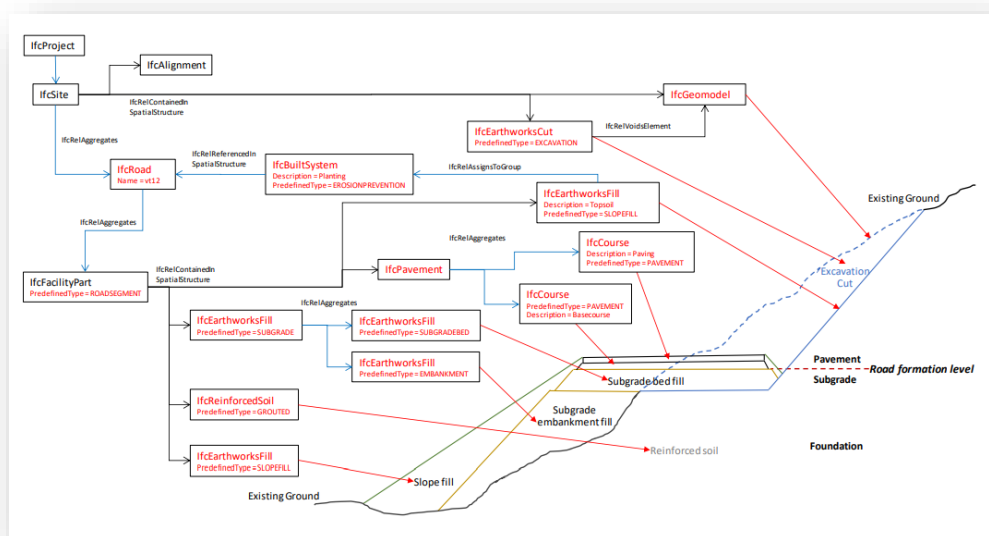 IfcProject
IfcAlignment
IfcSite
IfcRelContainedIn
SpatialStructure
IfcGeomodel
IfcRelVoidsElement
IfcEarthworksCut
PredefinedType = EXCAVATION
IfcRelAggregates
IfcRoad
Name = vt12
IfcRelReferencedIn
SpatialStructure
IfcBuiltSystem
Description = Planting
PredefinedType = EROSIONPREVENTION
IfcRelAssignsToGroup
IfcEarthworksFill
Description = Topsoil
PredefinedType = SLOPEFILL
Existing Ground
IfcRelAggregates
IfcRelAggregates
IfcCourse
Description = Paving
PredefinedType = PAVEMENT
IfcFacilityPart
PredefinedType = ROADSEGMENT
IfcRelContainedIn
SpatialStructure
IfcPavement
Excavation
Cut
IfcCourse
PredefinedType = PAVEMENT
Description = Basecourse
IfcRelAggregates
IfcEarthworksFill
PredefinedType = SUBGRADE
IfcEarthworksFill
PredefinedType = SUBGRADEBED
IfcEarthworksFill
PredefinedType = EMBANKMENT
Pavement
Road formation level
Subgrade
Subgrade bed fill
IfcReinforcedSoil
PredefinedType = GROUTED
Subgrade
embankment fill
Reinforced soil
Foundation
IfcEarthworksFill
PredefinedType = SLOPEFILL
Slope fill
Existing Ground